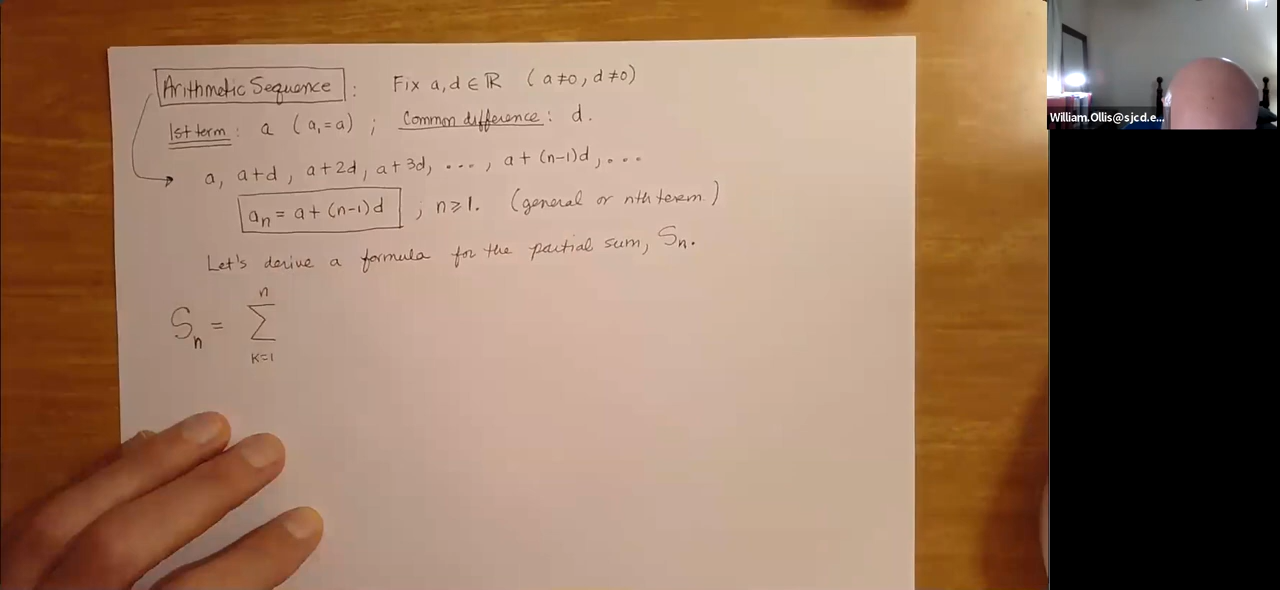 Arithmetic Sequence : Fix a, d ∈ ℝ (a≠0, d≠0)
1st term : a (a₁ = a) ; Common difference : d.
a, a+d, a+2d, a+3d, ..., a+(n-1)d, ...
aₙ = a + (n-1)d ; n ≥ 1. (general or nth term)
Let's derive a formula for the partial sum, Sₙ.
n
Sₙ = Σ
k=1
William.Ollis@sjcd.e...